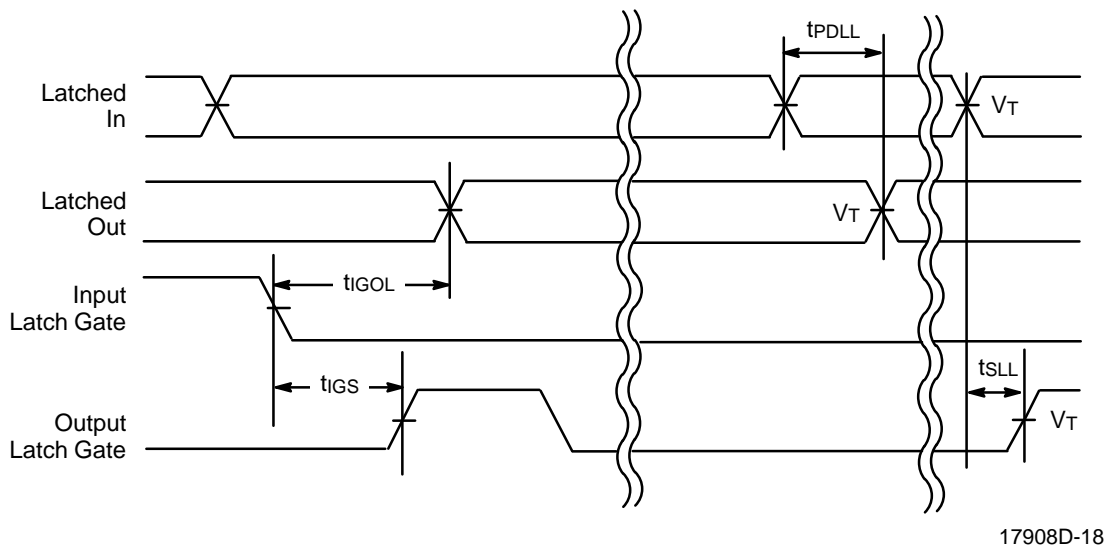 tPDLL
Latched
In
VT
Latched
Out
VT
tIGOL
Input
Latch Gate
tSLL
tIGS
Output
Latch Gate
VT
17908D-18